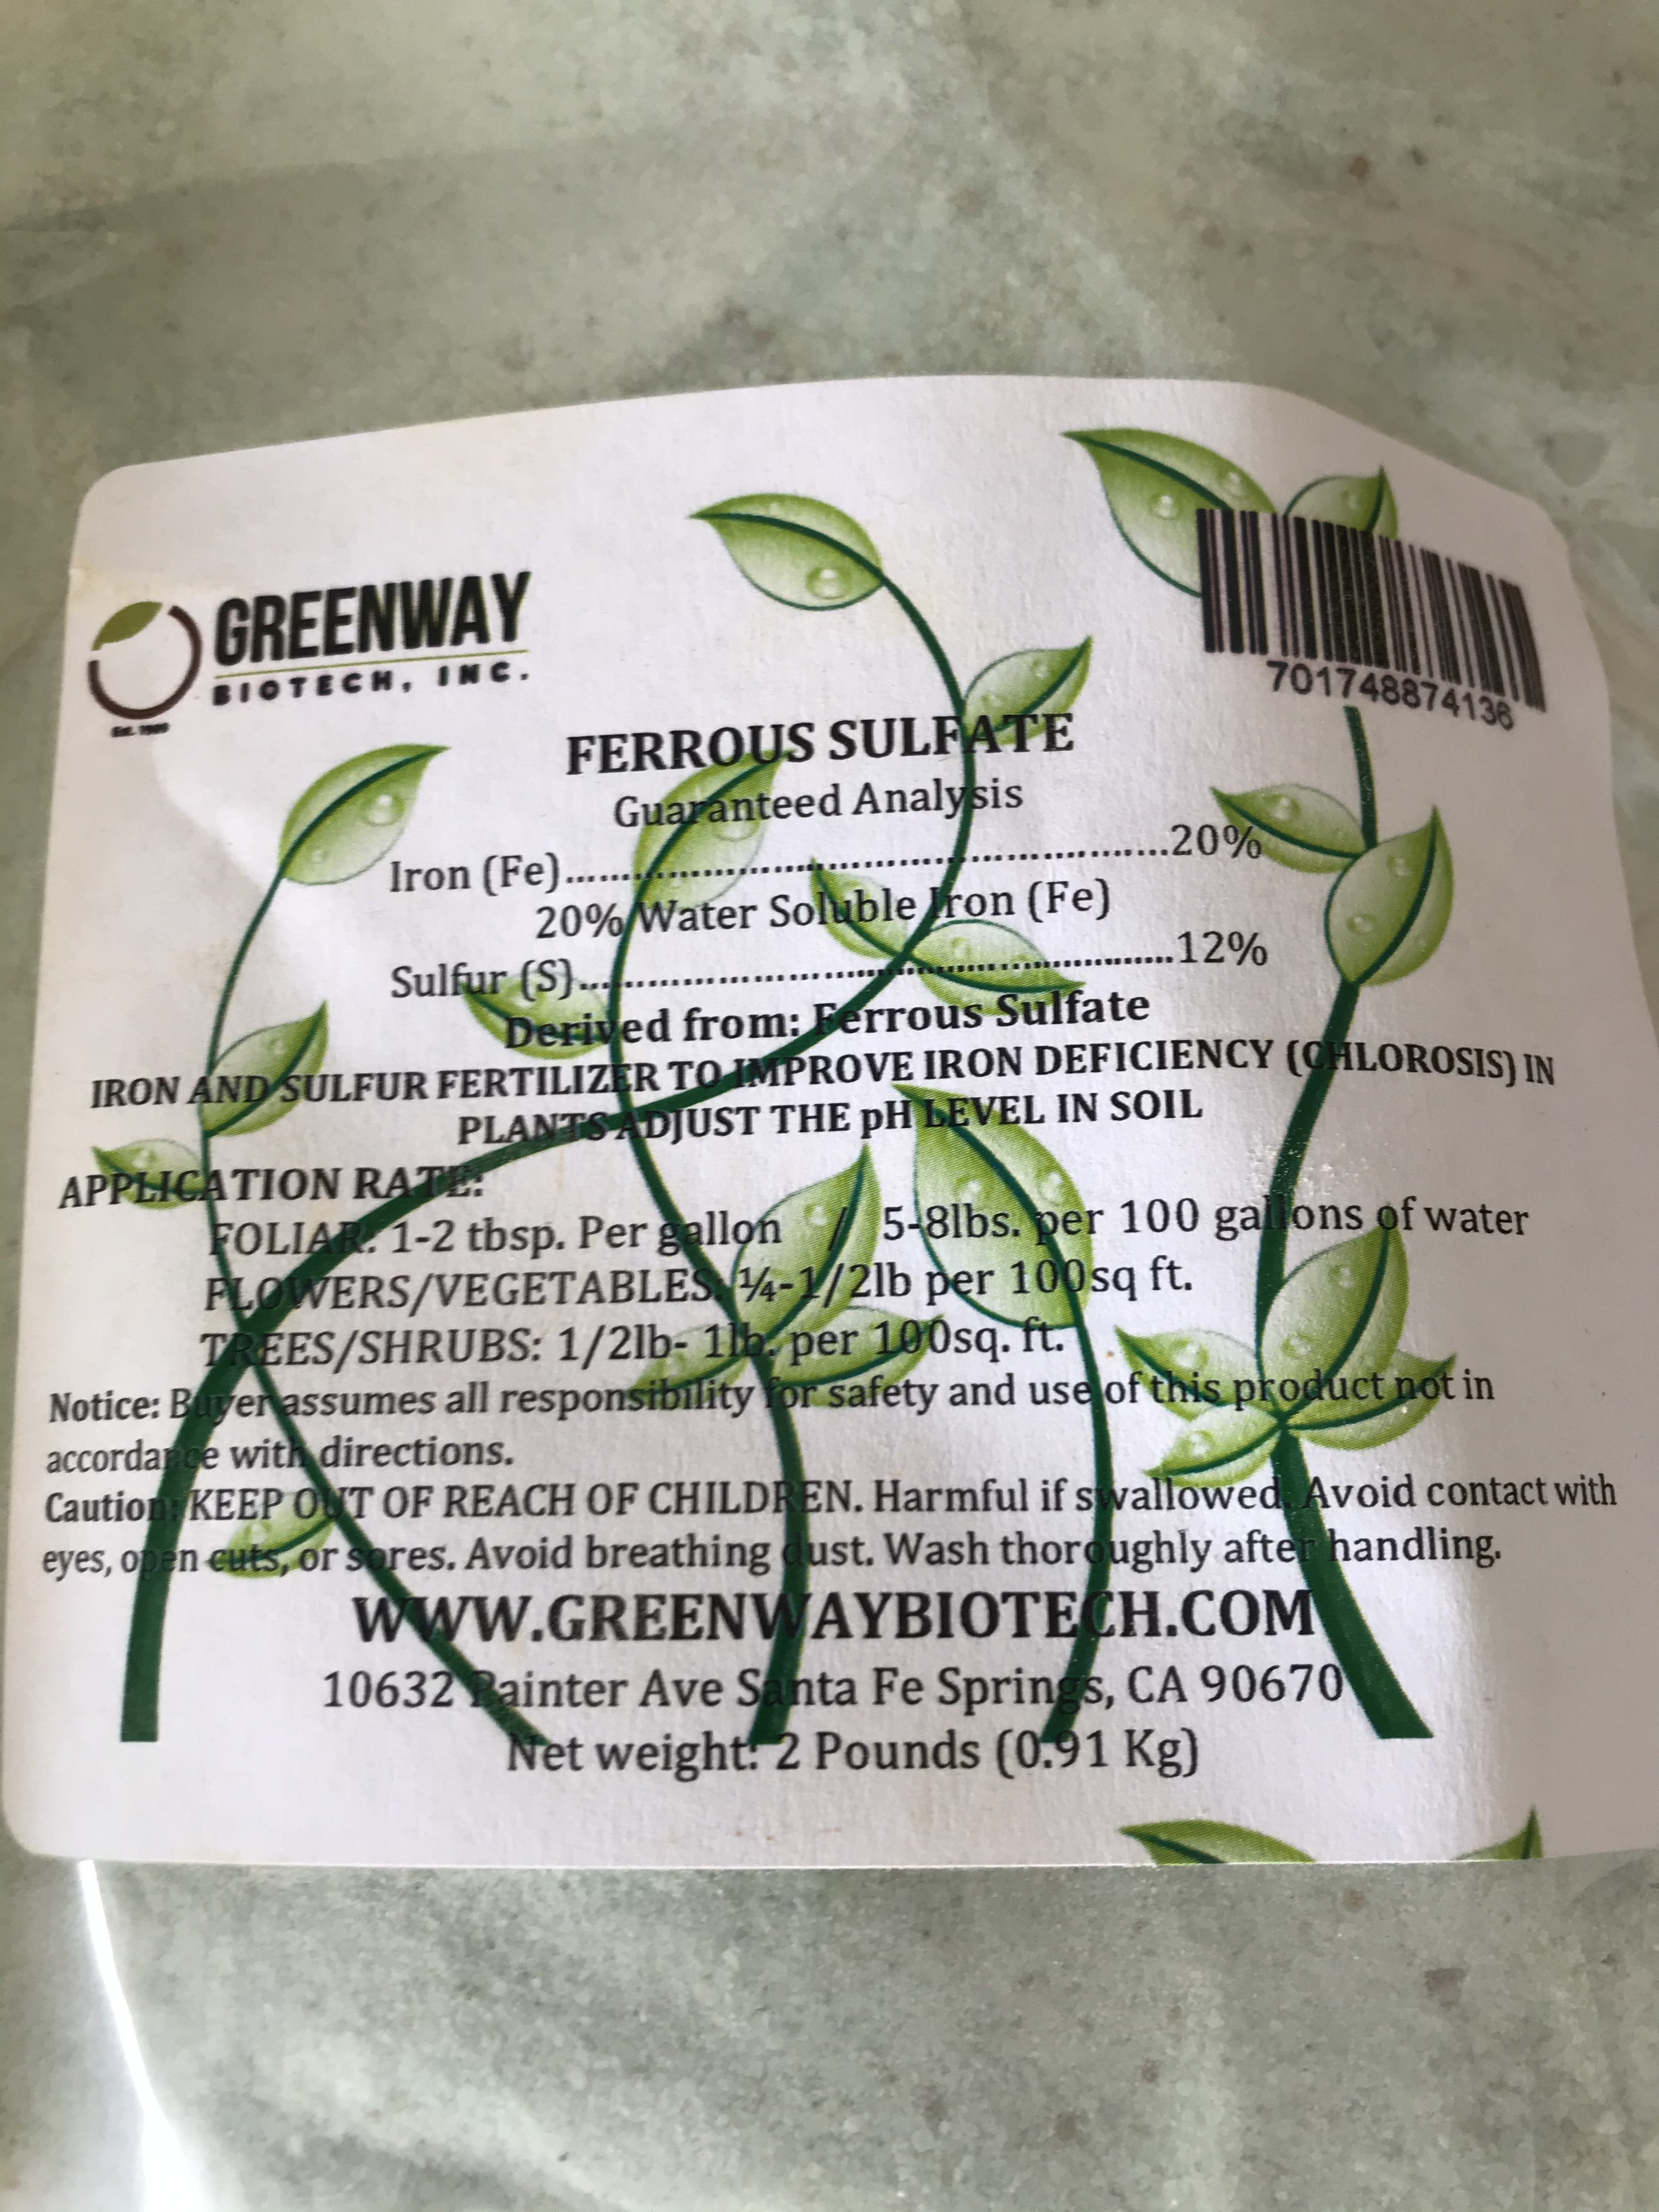 GREENWAY
BIOTECH, INC.
Est. 1989
701748874136
FERROUS SULFATE
Guaranteed Analysis
Iron (Fe)........................................................20%
20% Water Soluble Iron (Fe)
Sulfur (S)........................................................12%
Derived from: Ferrous Sulfate
IRON AND SULFUR FERTILIZER TO IMPROVE IRON DEFICIENCY (CHLOROSIS) IN
PLANTS ADJUST THE pH LEVEL IN SOIL
APPLICATION RATE:
FOLIAR: 1-2 tbsp. Per gallon / 5-8lbs. per 100 gallons of water
FLOWERS/VEGETABLES: ¼-1/2lb per 100sq ft.
TREES/SHRUBS: 1/2lb- 1lb. per 100sq. ft.
Notice: Buyer assumes all responsibility for safety and use of this product not in
accordance with directions.
Caution: KEEP OUT OF REACH OF CHILDREN. Harmful if swallowed. Avoid contact with
eyes, open cuts, or sores. Avoid breathing dust. Wash thoroughly after handling.
WWW.GREENWAYBIOTECH.COM
10632 Painter Ave Santa Fe Springs, CA 90670
Net weight: 2 Pounds (0.91 Kg)